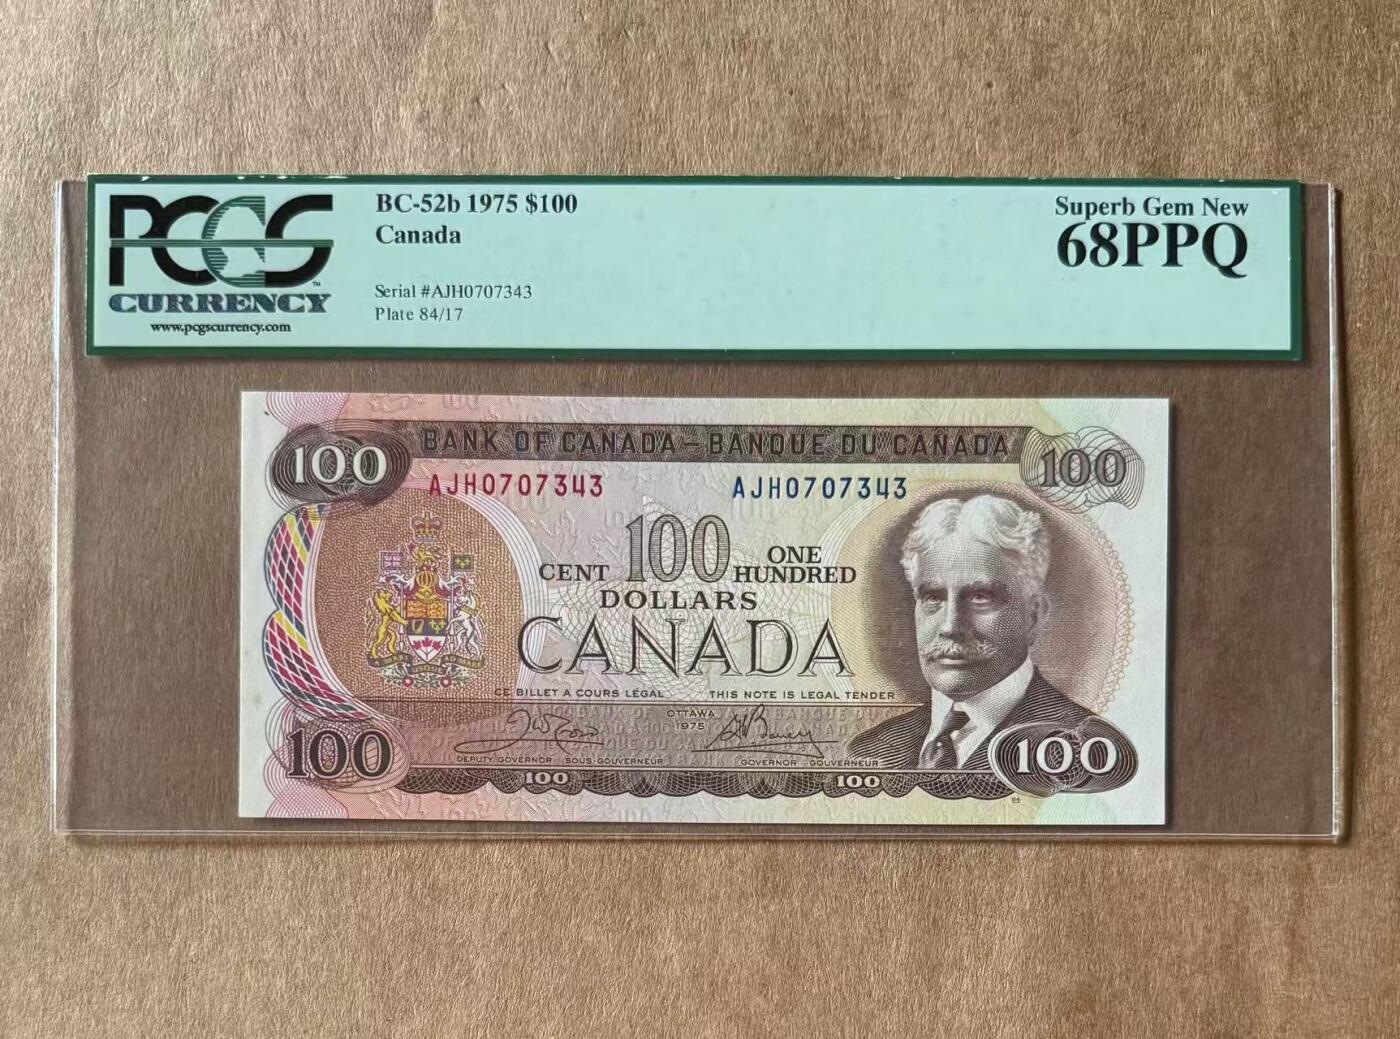 PCGS
CURRENCY
www.pcgscurrency.com
BC-52b 1975 $100
Canada
Serial #AJH0707343
Plate 84/17
Superb Gem New
68PPQ
BANK OF CANADA – BANQUE DU CANADA
100 100
AJH0707343 AJH0707343
CENT 100 ONE HUNDRED
DOLLARS
CANADA
CE BILLET A COURS LÉGAL THIS NOTE IS LEGAL TENDER
OTTAWA
1975
DEPUTY-GOVERNOR SOUS-GOUVERNEUR GOVERNOR GOUVERNEUR
100 100
100 100